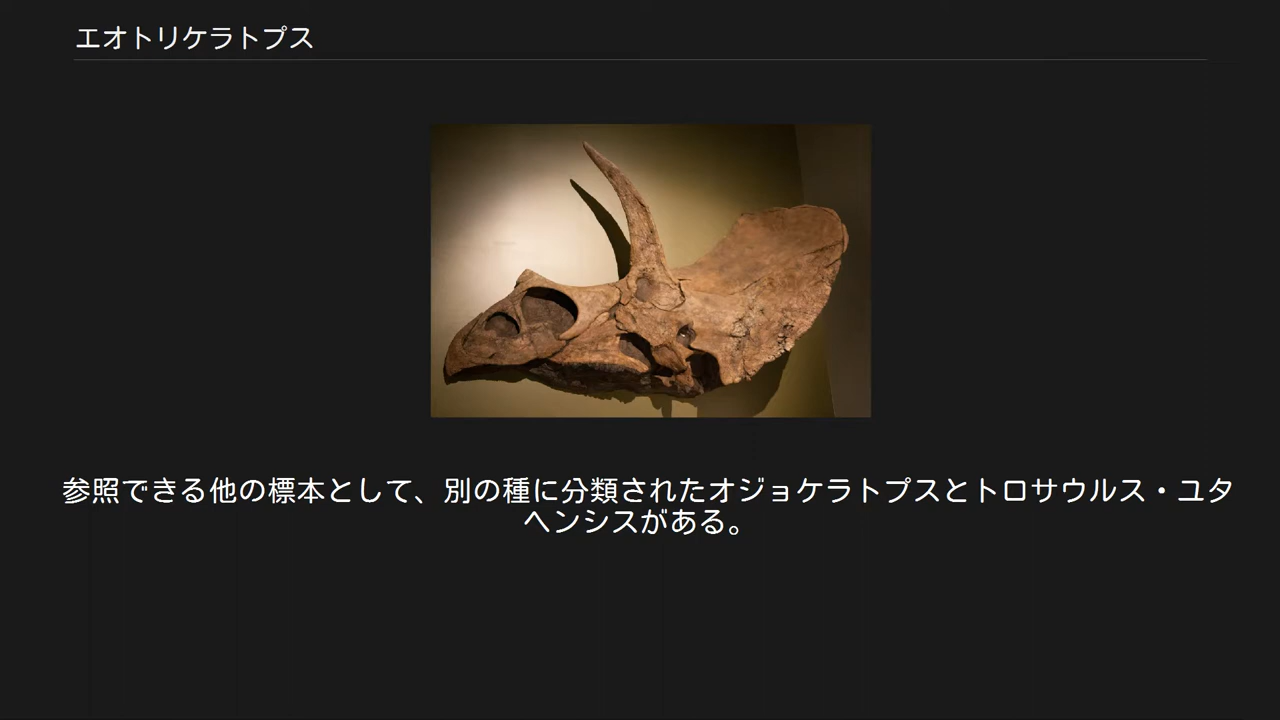 エオトリケラトプス
参照できる他の標本として、別の種に分類されたオジョケラトプスとトロサウルス・ユタ
ヘンシスがある。